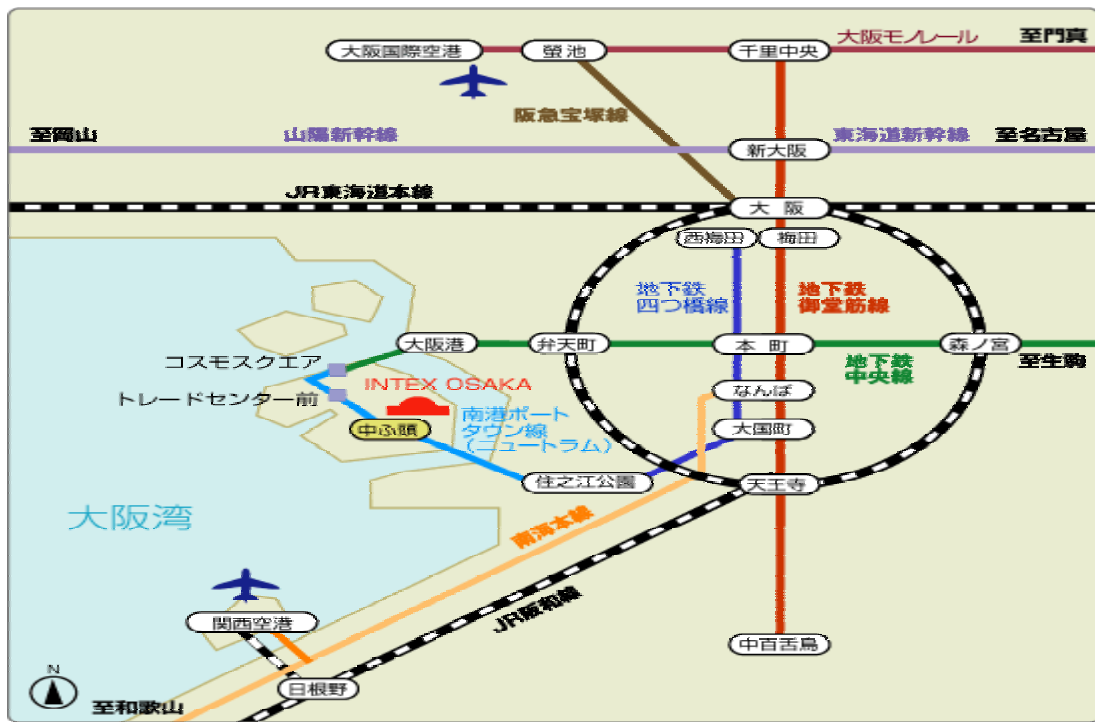 大阪モノレール 至門真
大阪国際空港 螢池 千里中央
阪急宝塚線
至岡山 山陽新幹線 東海道新幹線 至名古屋
新大阪
JR東海道本線
大阪
西梅田 梅田
地下鉄
四つ橋線
地下鉄
御堂筋線
大阪港 弁天町 本町 森ノ宮
コスモスクエア
至生駒
地下鉄
中央線
トレードセンター前
INTEX OSAKA
なんば
南港ポート
タウン線
(ニュートラム)
中ふ頭
大国町
住之江公園 天王寺
大阪湾
南海本線
JR阪和線
関西空港
中百舌鳥
N
日根野
至和歌山